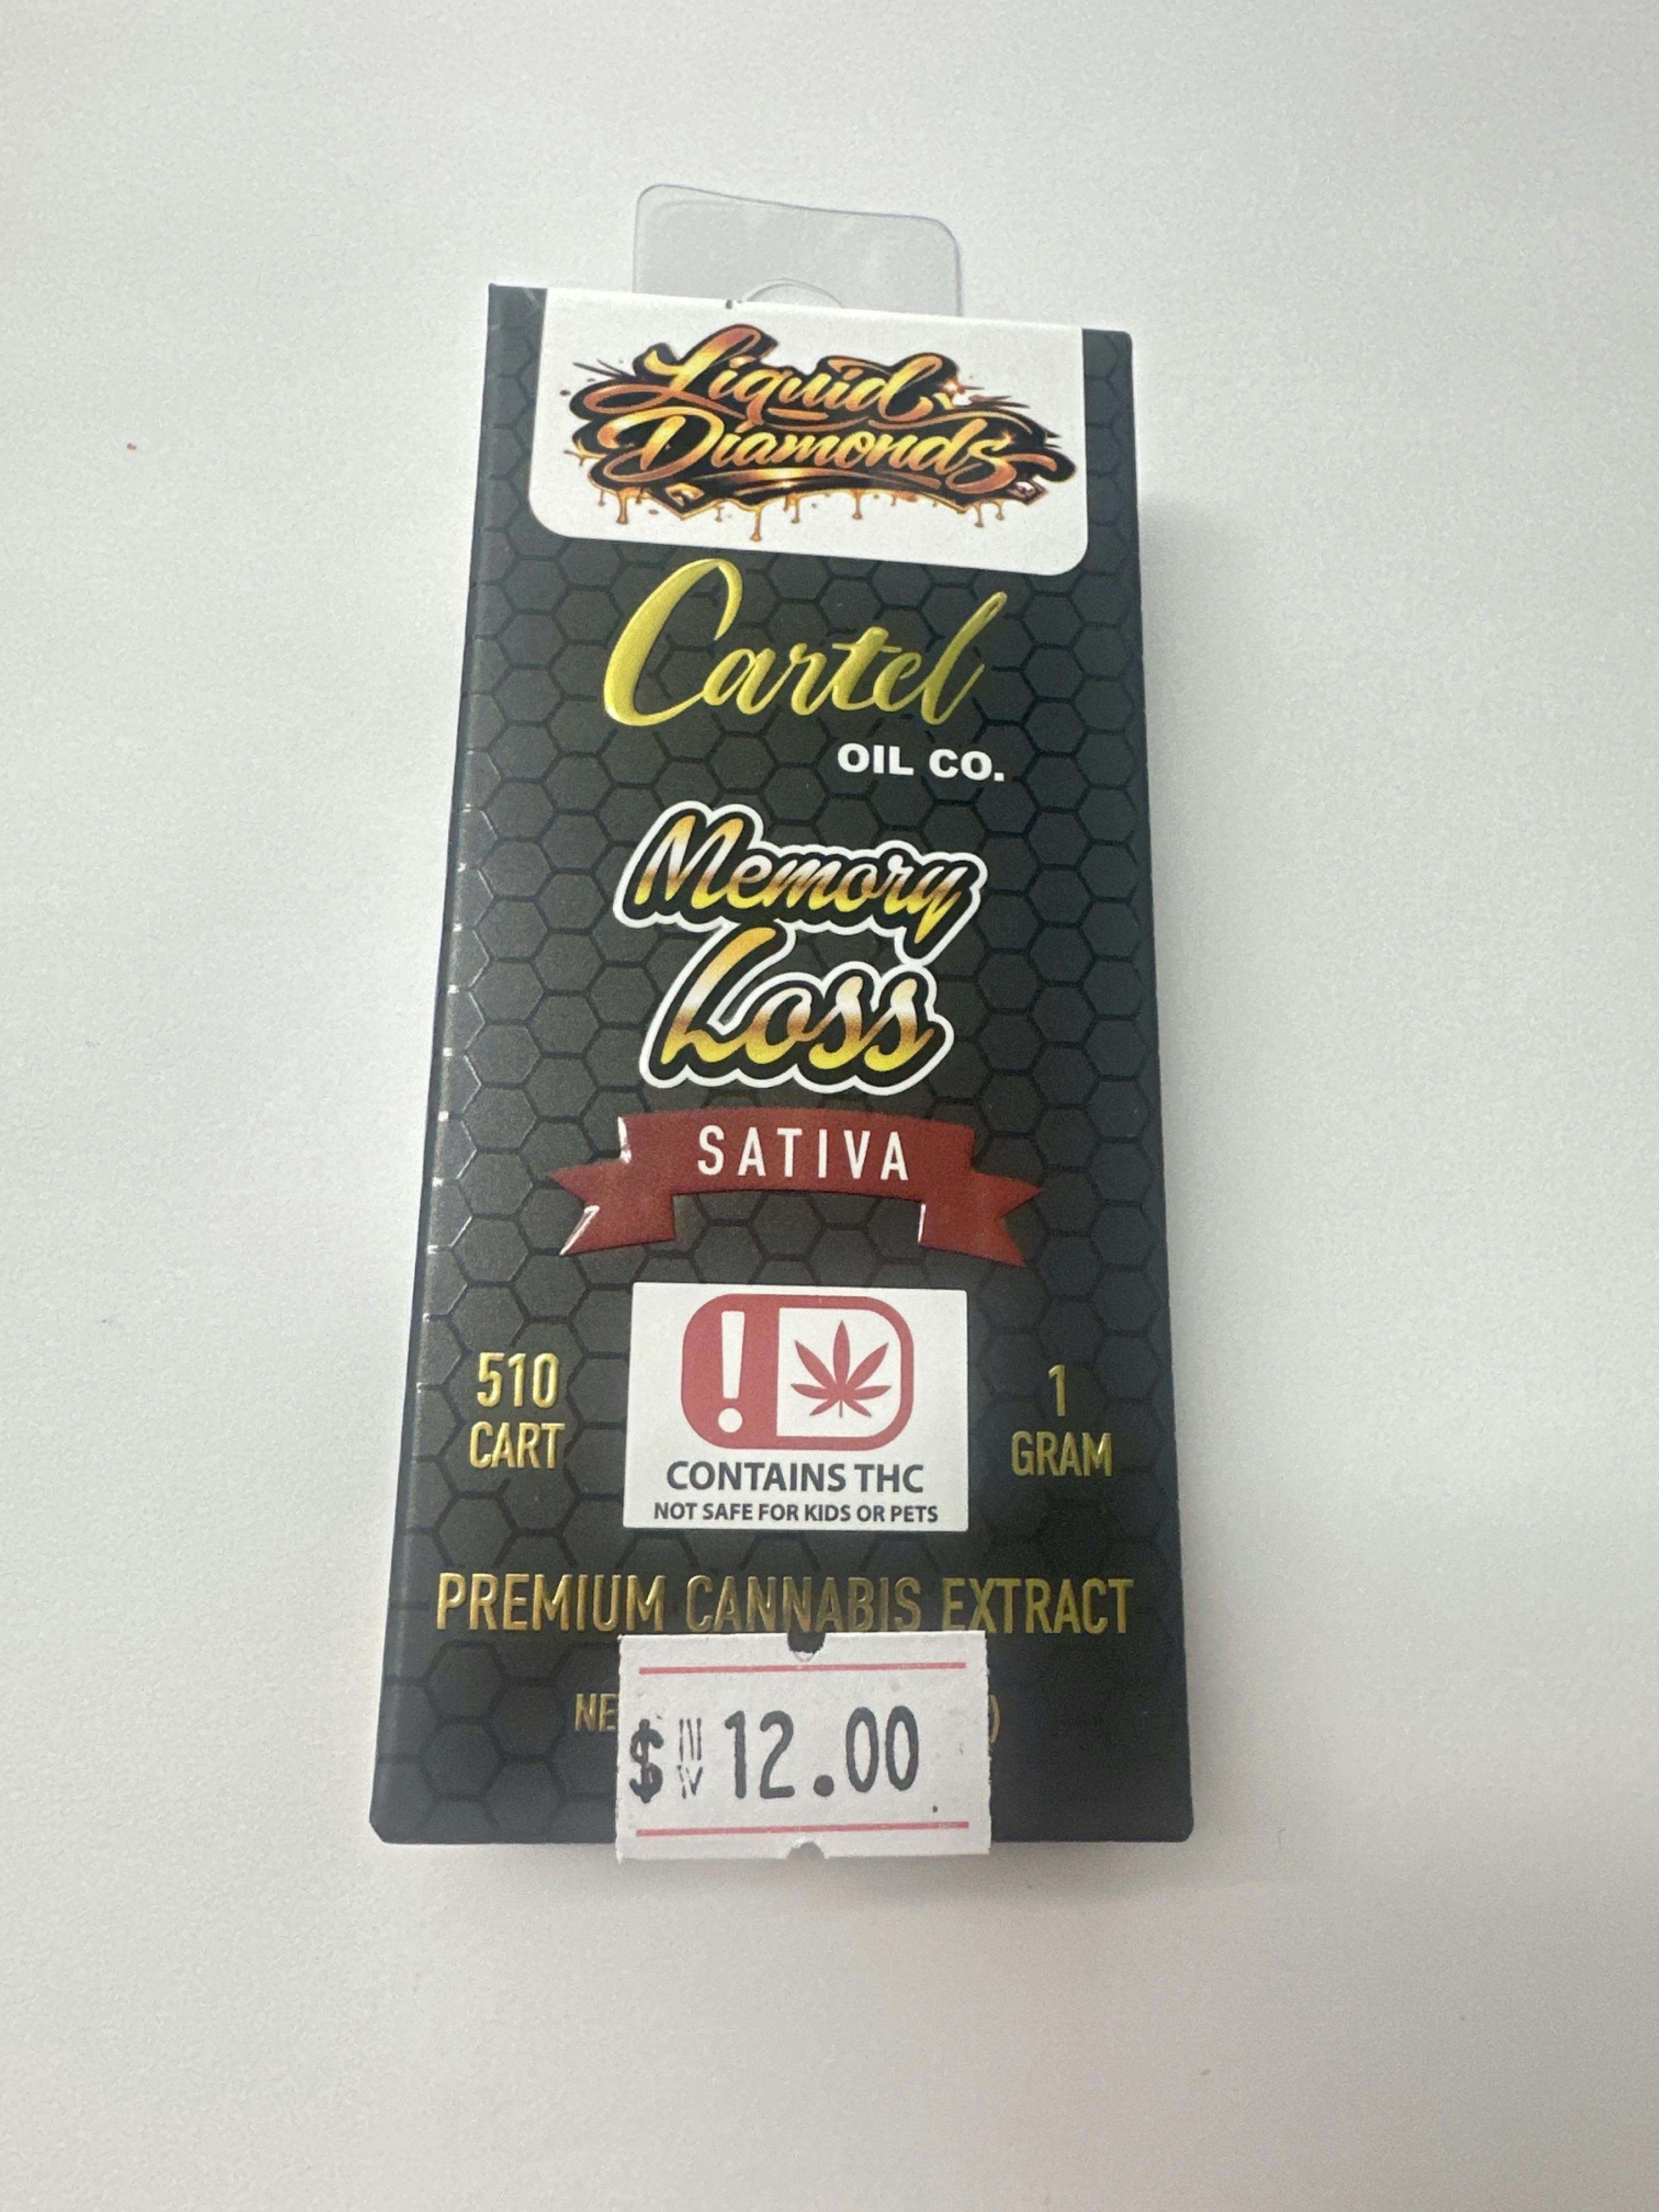 Liquid
Diamonds
Cartel
OIL CO.
Memory
Loss
SATIVA
510
CART
1
GRAM
!
CONTAINS THC
NOT SAFE FOR KIDS OR PETS
PREMIUM CANNABIS EXTRACT
$ 12.00